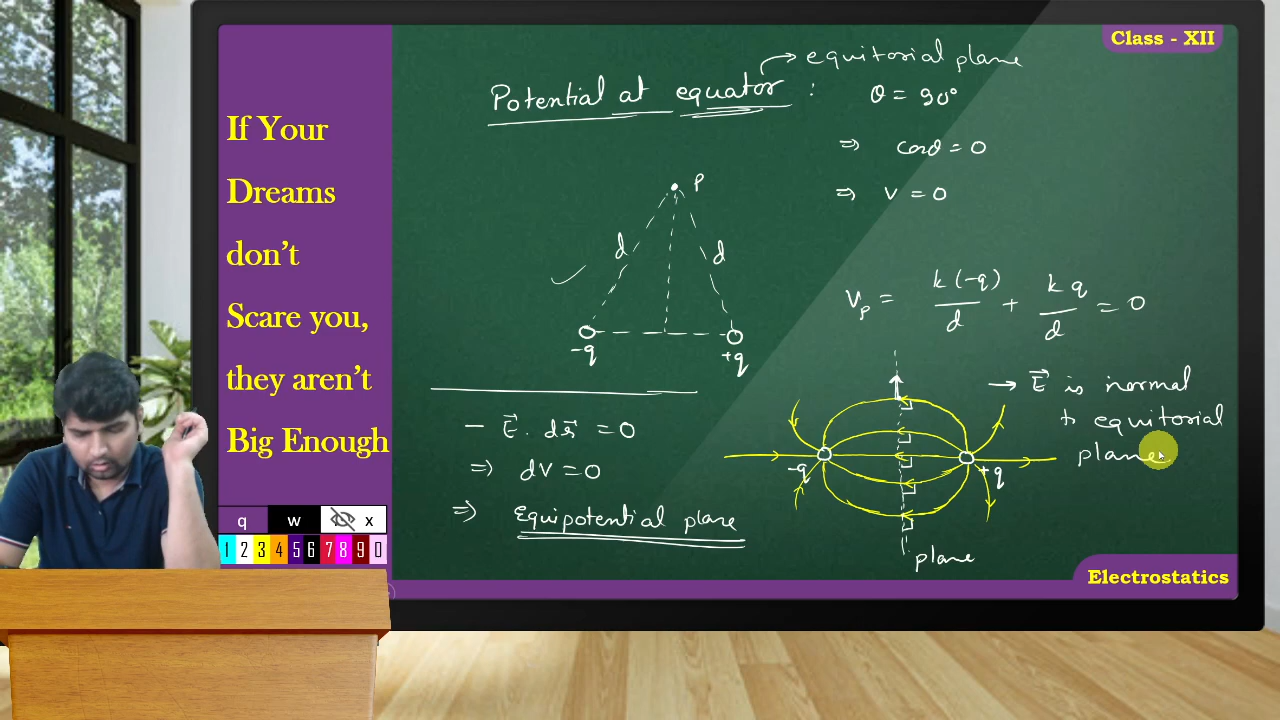 Class - XII
If Your
Dreams
don't
Scare you,
they aren't
Big Enough
q w x
1 2 3 4 5 6 7 8 9 0
equitorial plane
Potential at equator :
θ = 90°
⇒ cosθ = 0
⇒ V = 0
P
d d
-q +q
V_p = k(-q)/d + kq/d = 0
- E⃗ . dr⃗ = 0
⇒ dV = 0
⇒ Equipotential plane
→ E⃗ is normal
to equitorial
plane
-q +q
plane
Electrostatics